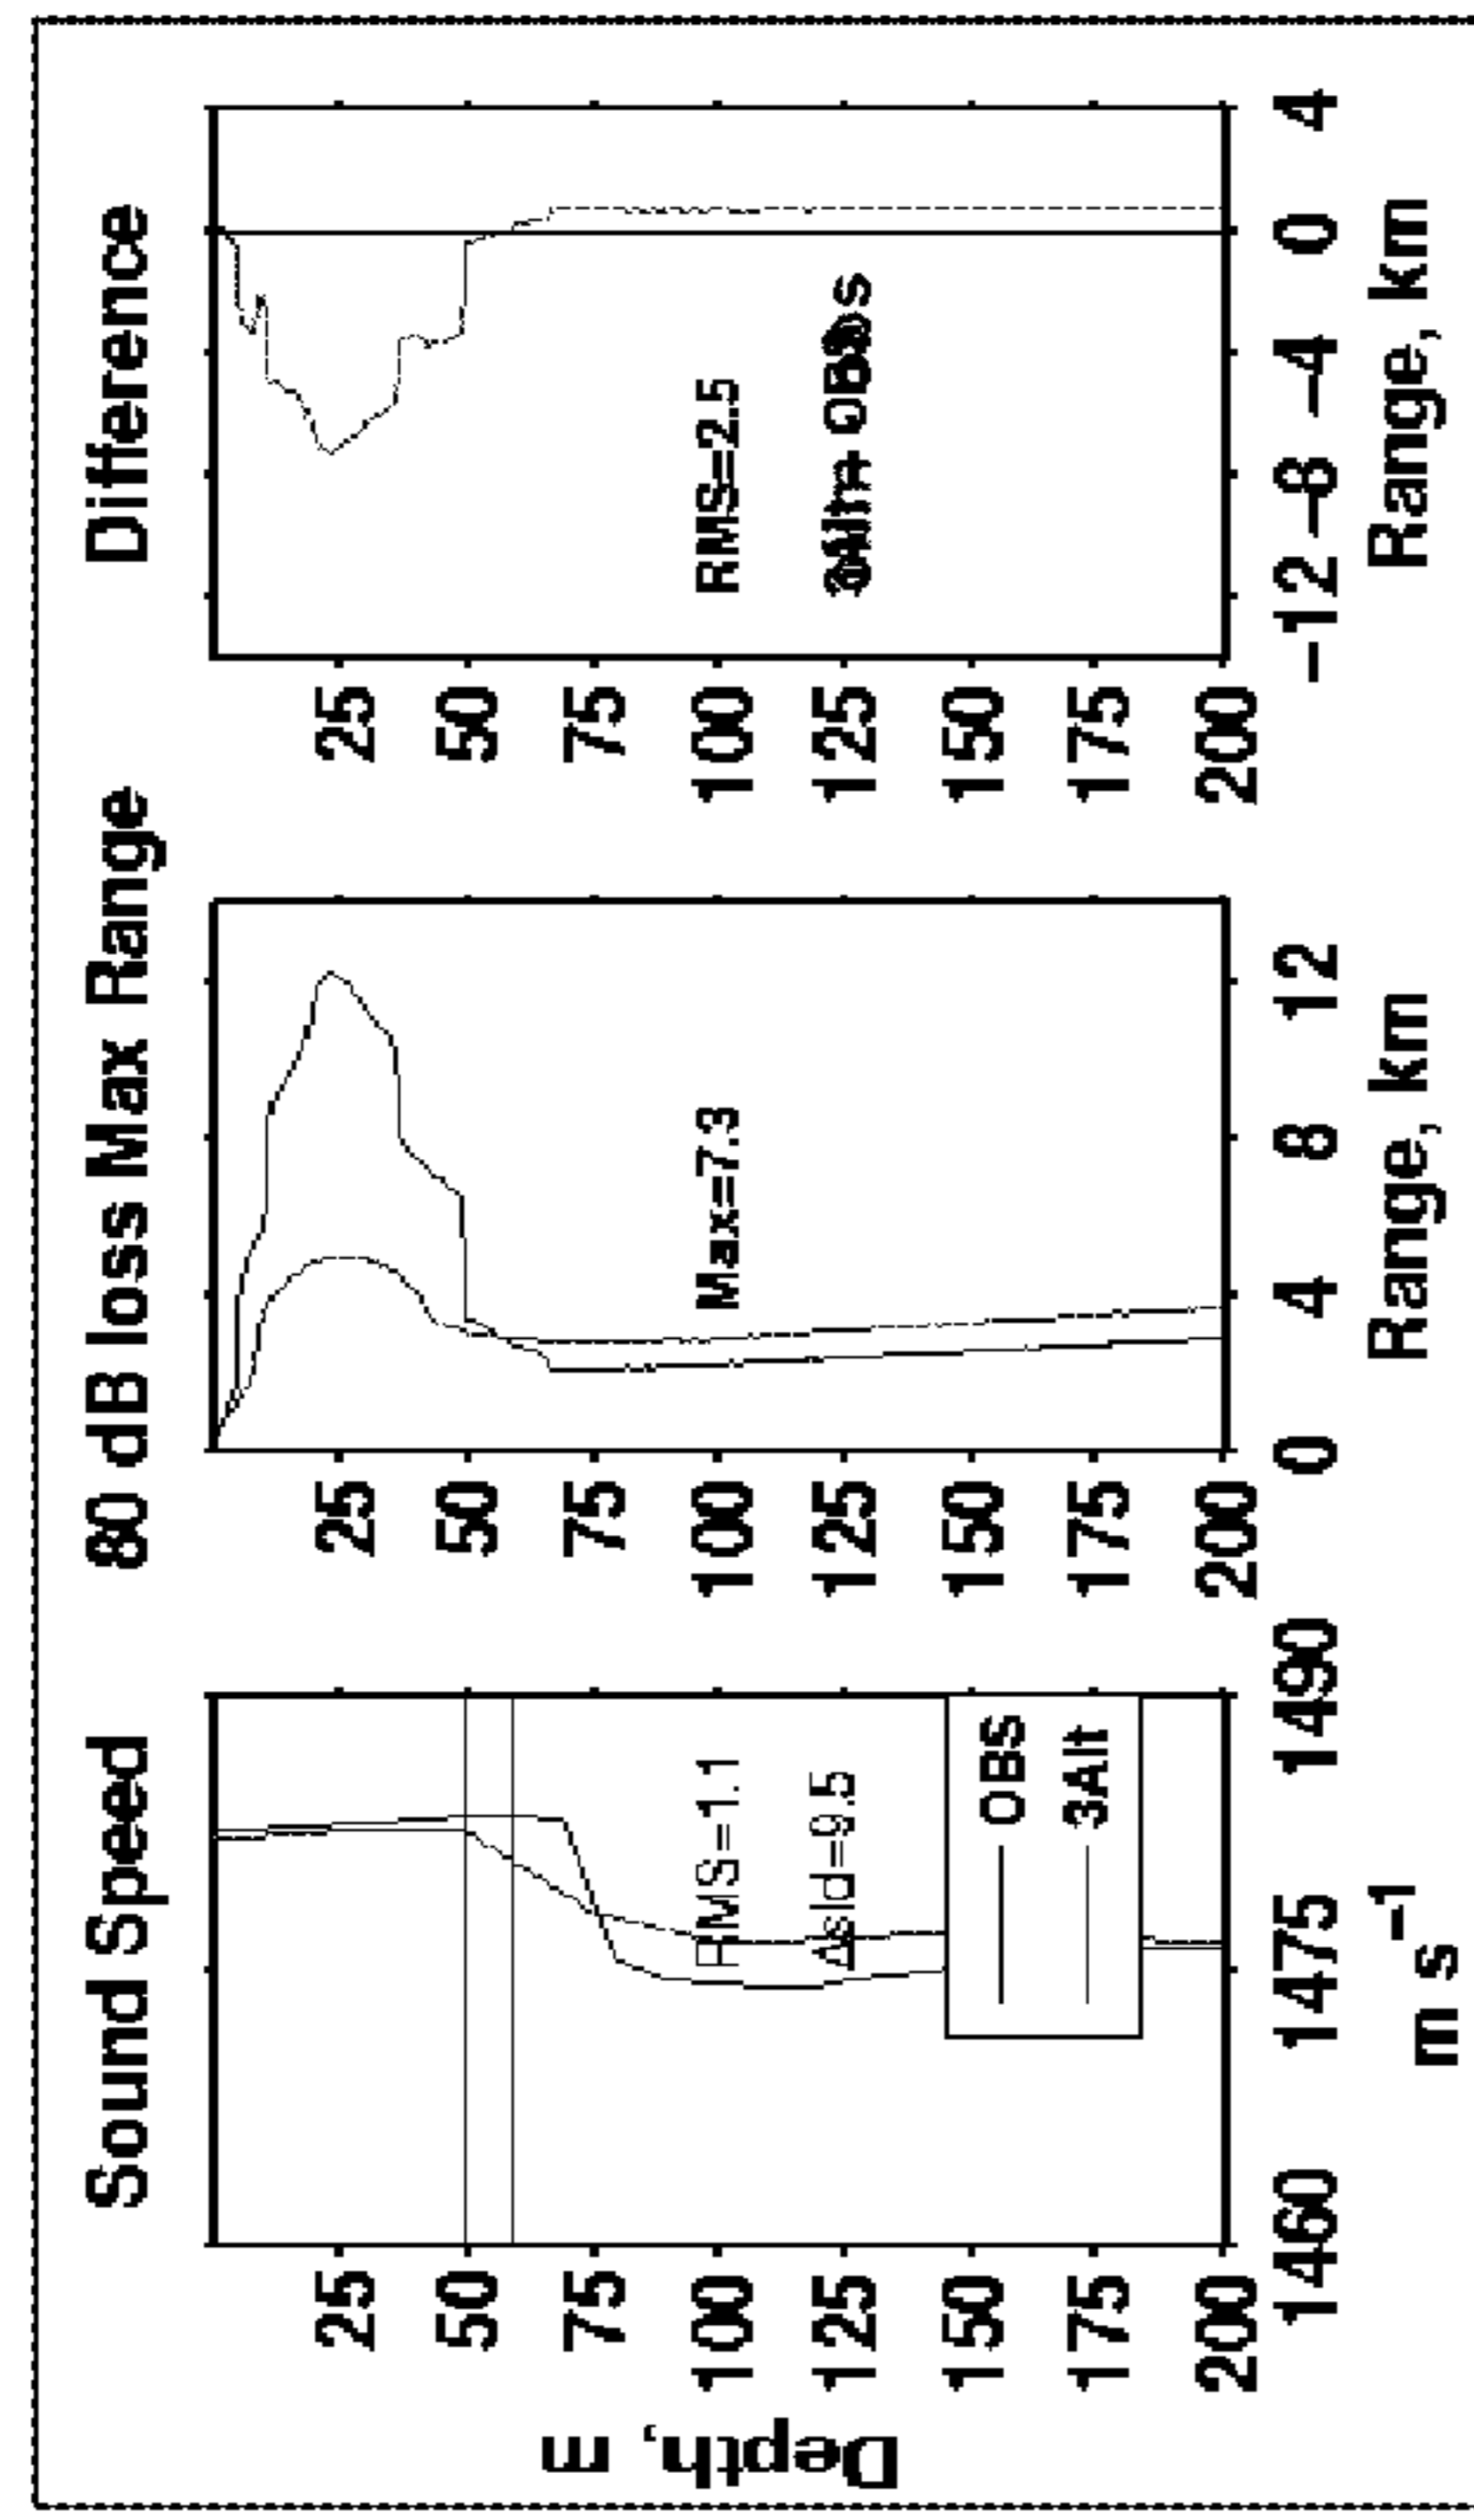 Sound Speed
80 dB loss Max Range
Difference
Depth, m
25
50
75
100
125
150
175
200
RMS=1.1
Δsld=9.5
OBS
3Alt
1460 1475 1490
m s⁻¹
25
50
75
100
125
150
175
200
Max=7.3
0 4 8 12
Range, km
25
50
75
100
125
150
175
200
RMS=2.5
−12 −8 −4 0 4
Range, km